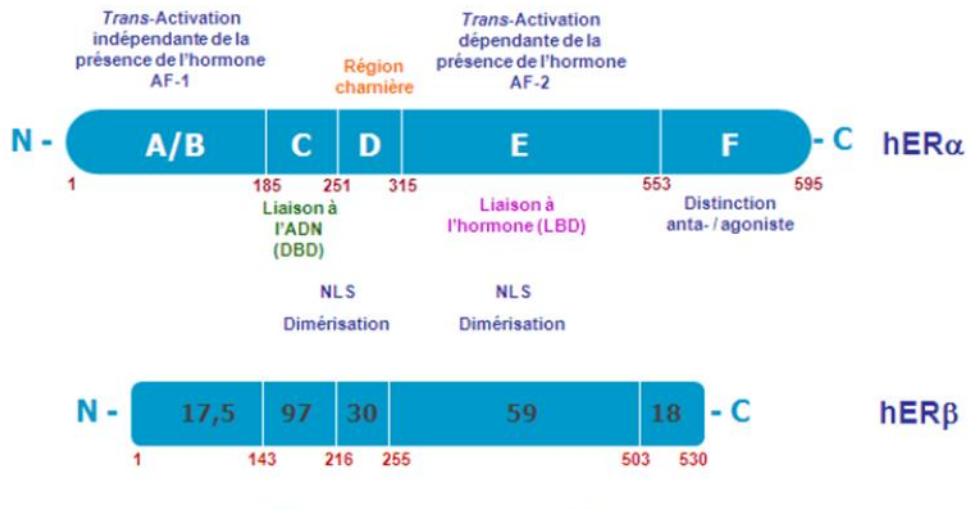 Trans-Activation
indépendante de la
présence de l'hormone
AF-1
Région
charnière
Trans-Activation
dépendante de la
présence de l'hormone
AF-2
N - A/B C D E F - C hERα
1 185 251 315 553 595
Liaison à
l'ADN
(DBD)
Liaison à
l'hormone (LBD)
Distinction
anta- / agoniste
NLS NLS
Dimérisation Dimérisation
N - 17,5 97 30 59 18 - C hERβ
1 143 216 255 503 530